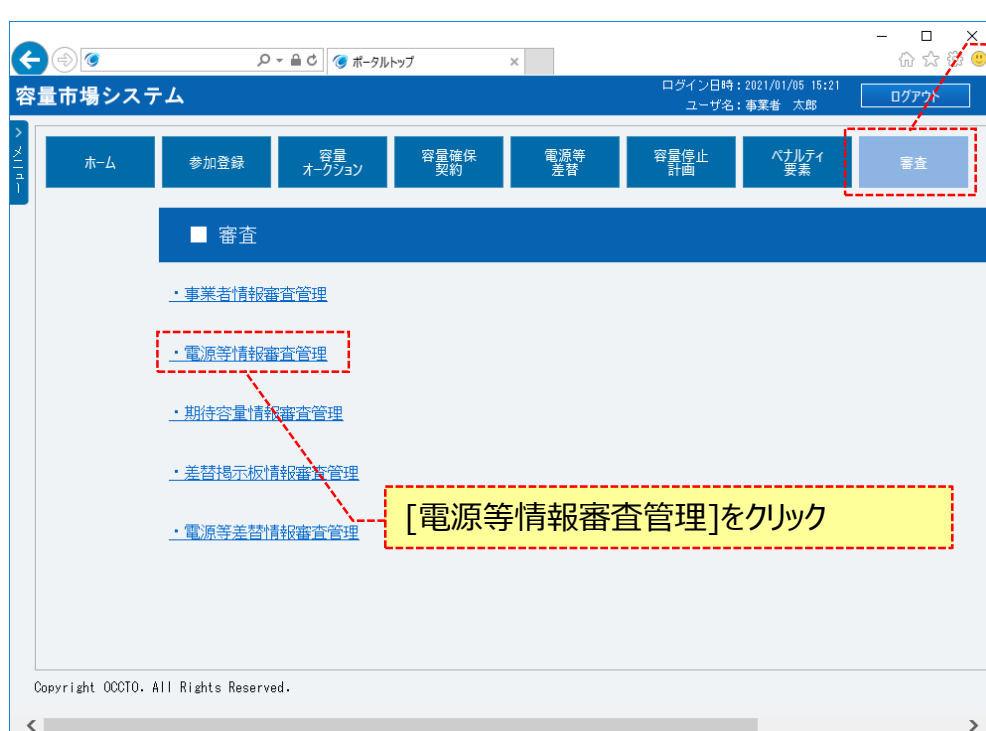 ポータルトップ
容量市場システム
ログイン日時：2021/01/05 15:21
ユーザ名：事業者 太郎
ログアウト
メニュー
ホーム
参加登録
容量
オークション
容量確保
契約
電源等
差替
容量停止
計画
ペナルティ
要素
審査
■ 審査
・事業者情報審査管理
・電源等情報審査管理
・期待容量情報審査管理
・差替掲示板情報審査管理
・電源等差替情報審査管理
[電源等情報審査管理]をクリック
Copyright OCCTO. All Rights Reserved.